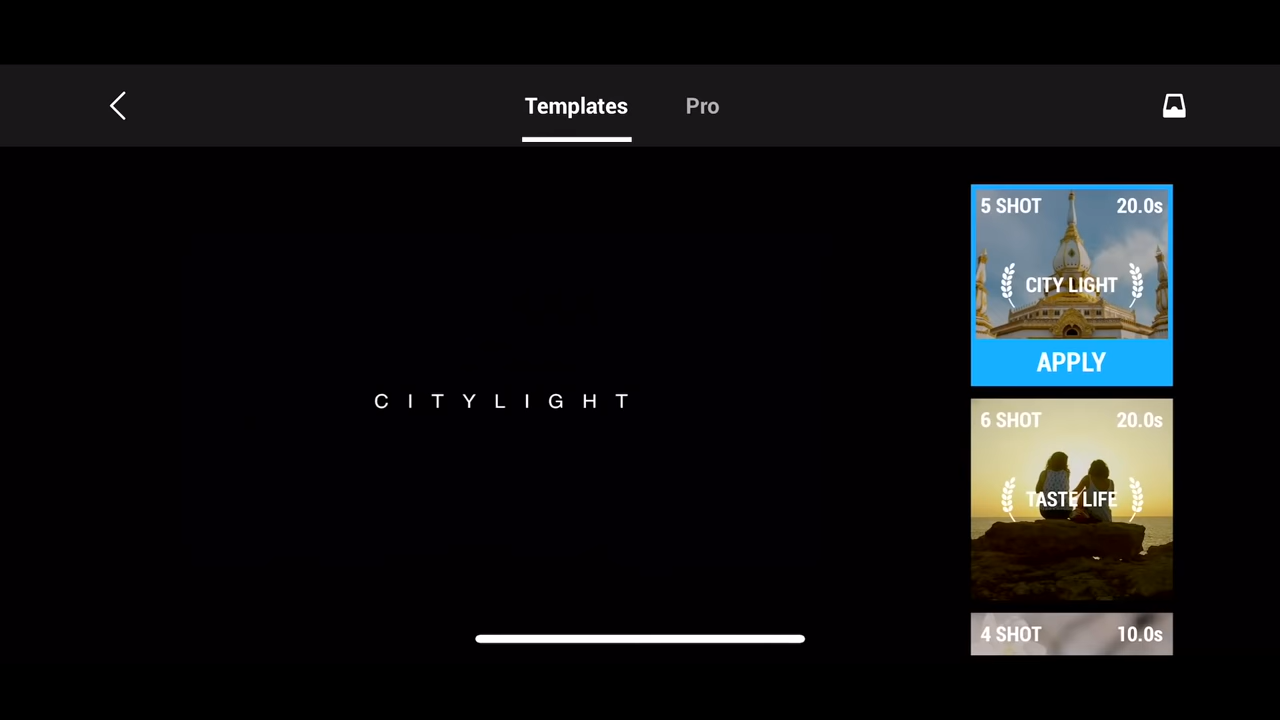 Templates Pro
5 SHOT 20.0s
CITY LIGHT
APPLY
CITYLIGHT
6 SHOT 20.0s
TASTE LIFE
4 SHOT 10.0s